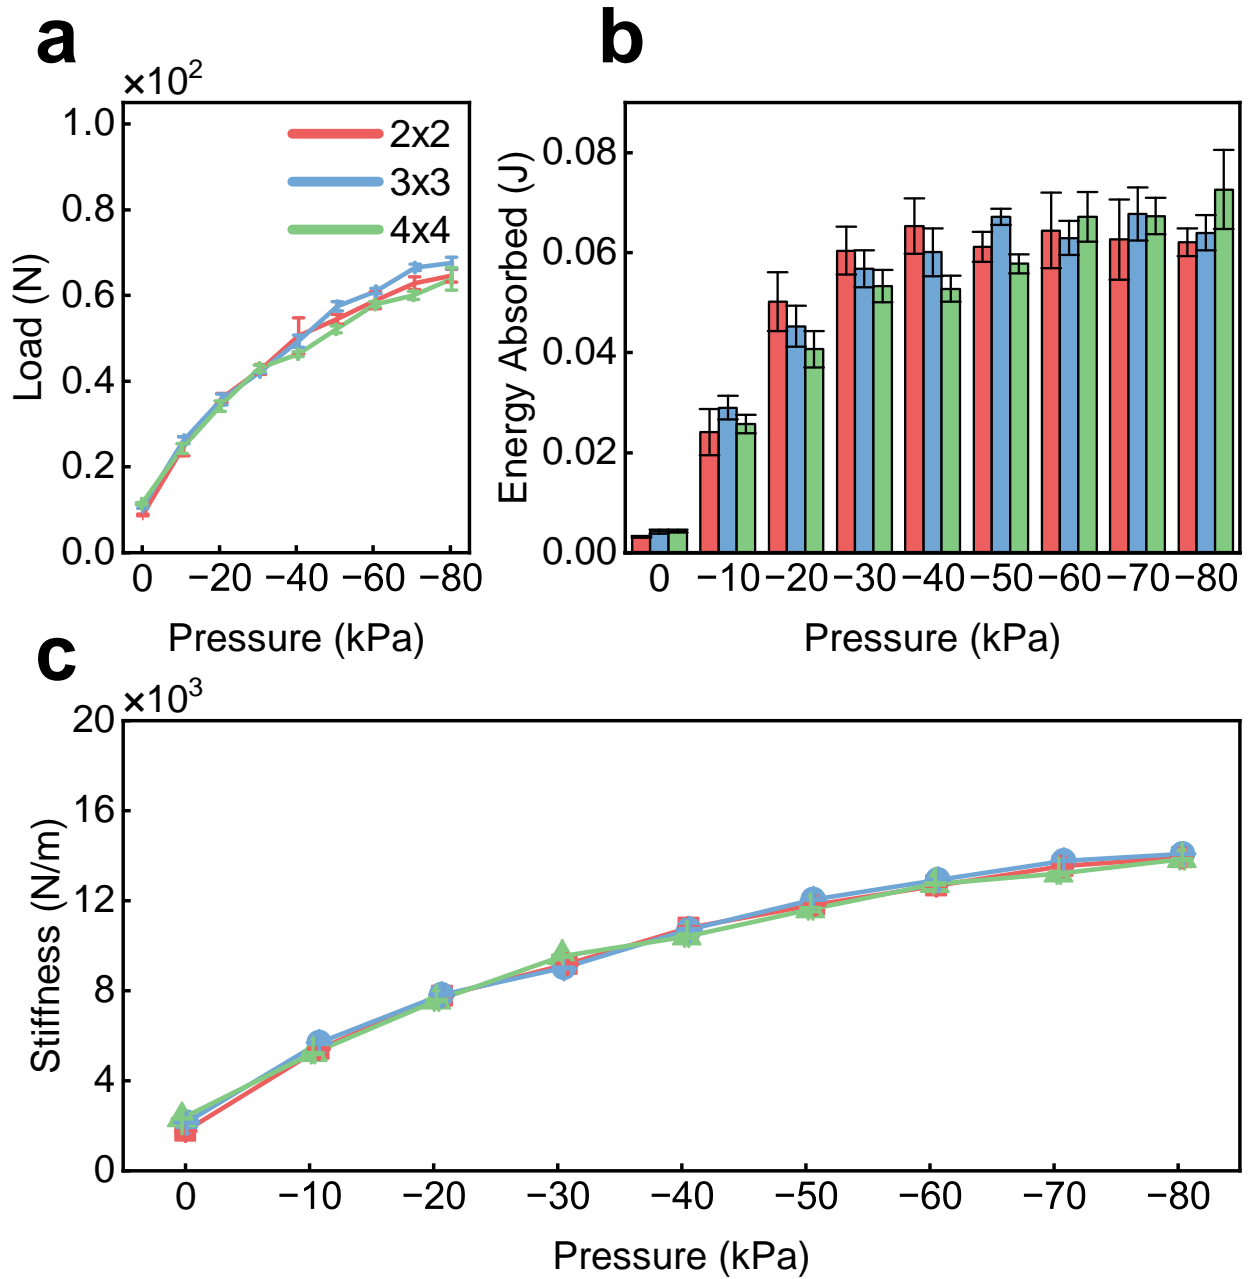 a
×10²
Load (N)
1.0
0.8
0.6
0.4
0.2
0.0
2x2
3x3
4x4
0 −20 −40 −60 −80
Pressure (kPa)
b
Energy Absorbed (J)
0.08
0.06
0.04
0.02
0.00
0 −10 −20 −30 −40 −50 −60 −70 −80
Pressure (kPa)
c
×10³
Stiffness (N/m)
20
16
12
8
4
0
0 −10 −20 −30 −40 −50 −60 −70 −80
Pressure (kPa)